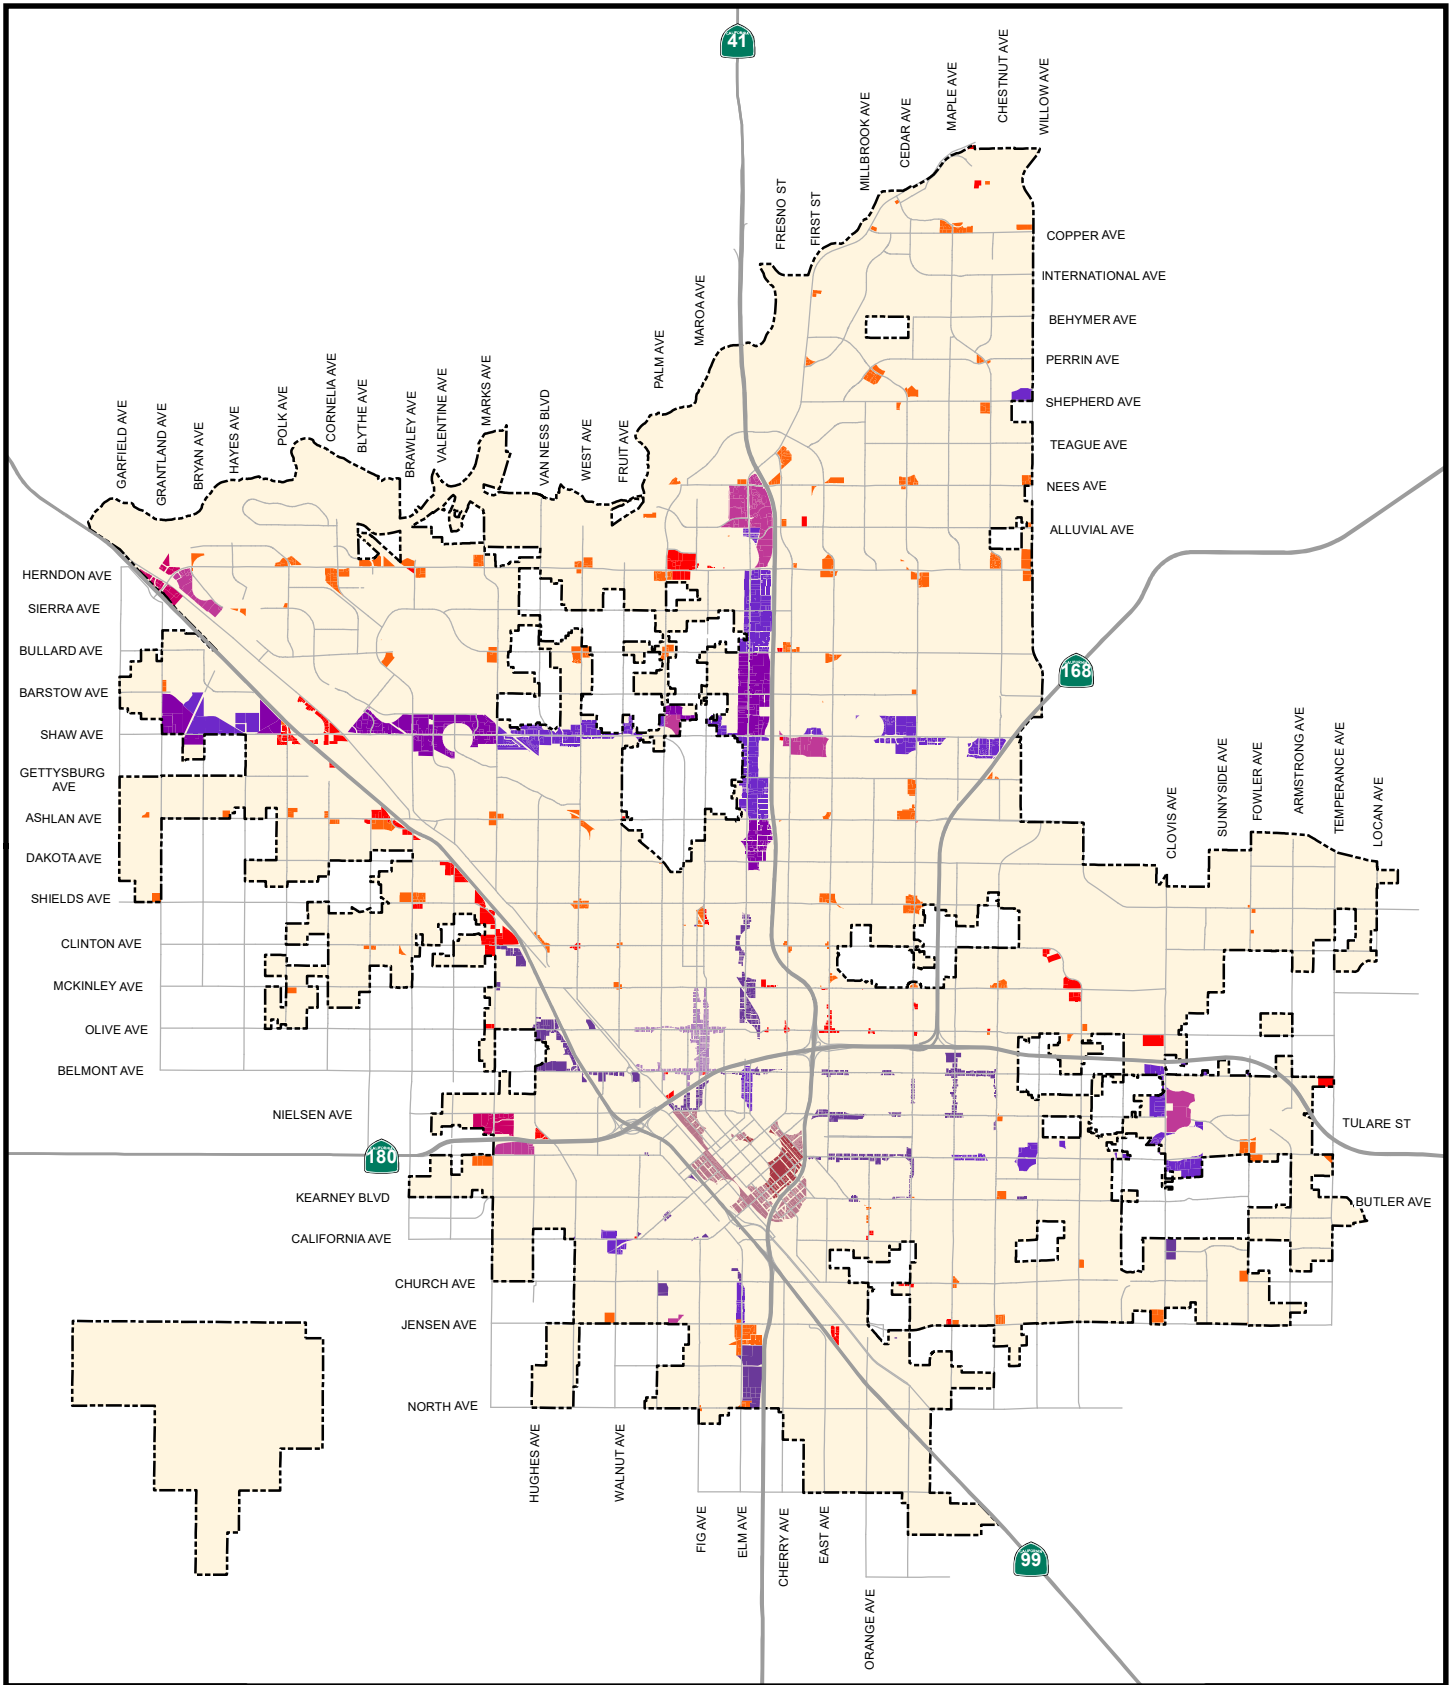 CALIFORNIA
41
WILLOW AVE
CHESTNUT AVE
MAPLE AVE
CEDAR AVE
MILLBROOK AVE
FIRST ST
FRESNO ST
MAROA AVE
PALM AVE
FRUIT AVE
WEST AVE
VAN NESS BLVD
MARKS AVE
VALENTINE AVE
BRAWLEY AVE
BLYTHE AVE
CORNELIA AVE
POLK AVE
HAYES AVE
BRYAN AVE
GRANTLAND AVE
GARFIELD AVE
COPPER AVE
INTERNATIONAL AVE
BEHYMER AVE
PERRIN AVE
SHEPHERD AVE
TEAGUE AVE
NEES AVE
ALLUVIAL AVE
HERNDON AVE
SIERRA AVE
BULLARD AVE
BARSTOW AVE
SHAW AVE
GETTYSBURG
AVE
ASHLAN AVE
DAKOTA AVE
SHIELDS AVE
CLINTON AVE
MCKINLEY AVE
OLIVE AVE
BELMONT AVE
NIELSEN AVE
CALIFORNIA
180
KEARNEY BLVD
CALIFORNIA AVE
CHURCH AVE
JENSEN AVE
NORTH AVE
CALIFORNIA
168
CLOVIS AVE
SUNNYSIDE AVE
FOWLER AVE
ARMSTRONG AVE
TEMPERANCE AVE
LOCAN AVE
TULARE ST
BUTLER AVE
HUGHES AVE
WALNUT AVE
FIG AVE
ELM AVE
CHERRY AVE
EAST AVE
ORANGE AVE
CALIFORNIA
99